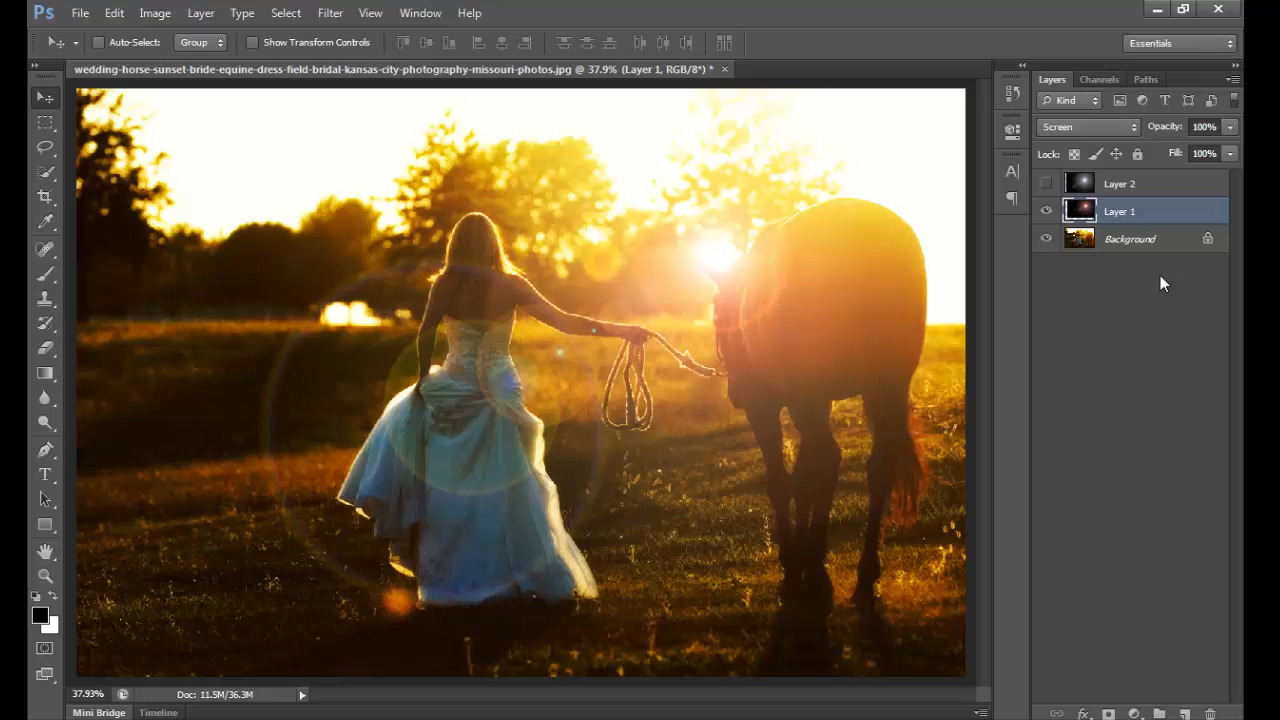 Ps File Edit Image Layer Type Select Filter View Window Help
Auto-Select: Group Show Transform Controls Essentials
wedding-horse-sunset-bride-equine-dress-field-bridal-kansas-city-photography-missouri-photos.jpg @ 37.9% (Layer 1, RGB/8*) * ×
Layers Channels Paths
Kind T
Screen Opacity: 100%
Lock: Fill: 100%
Layer 2
Layer 1
Background
A
T
fx
37.93% Doc: 11.5M/36.3M
Mini Bridge Timeline